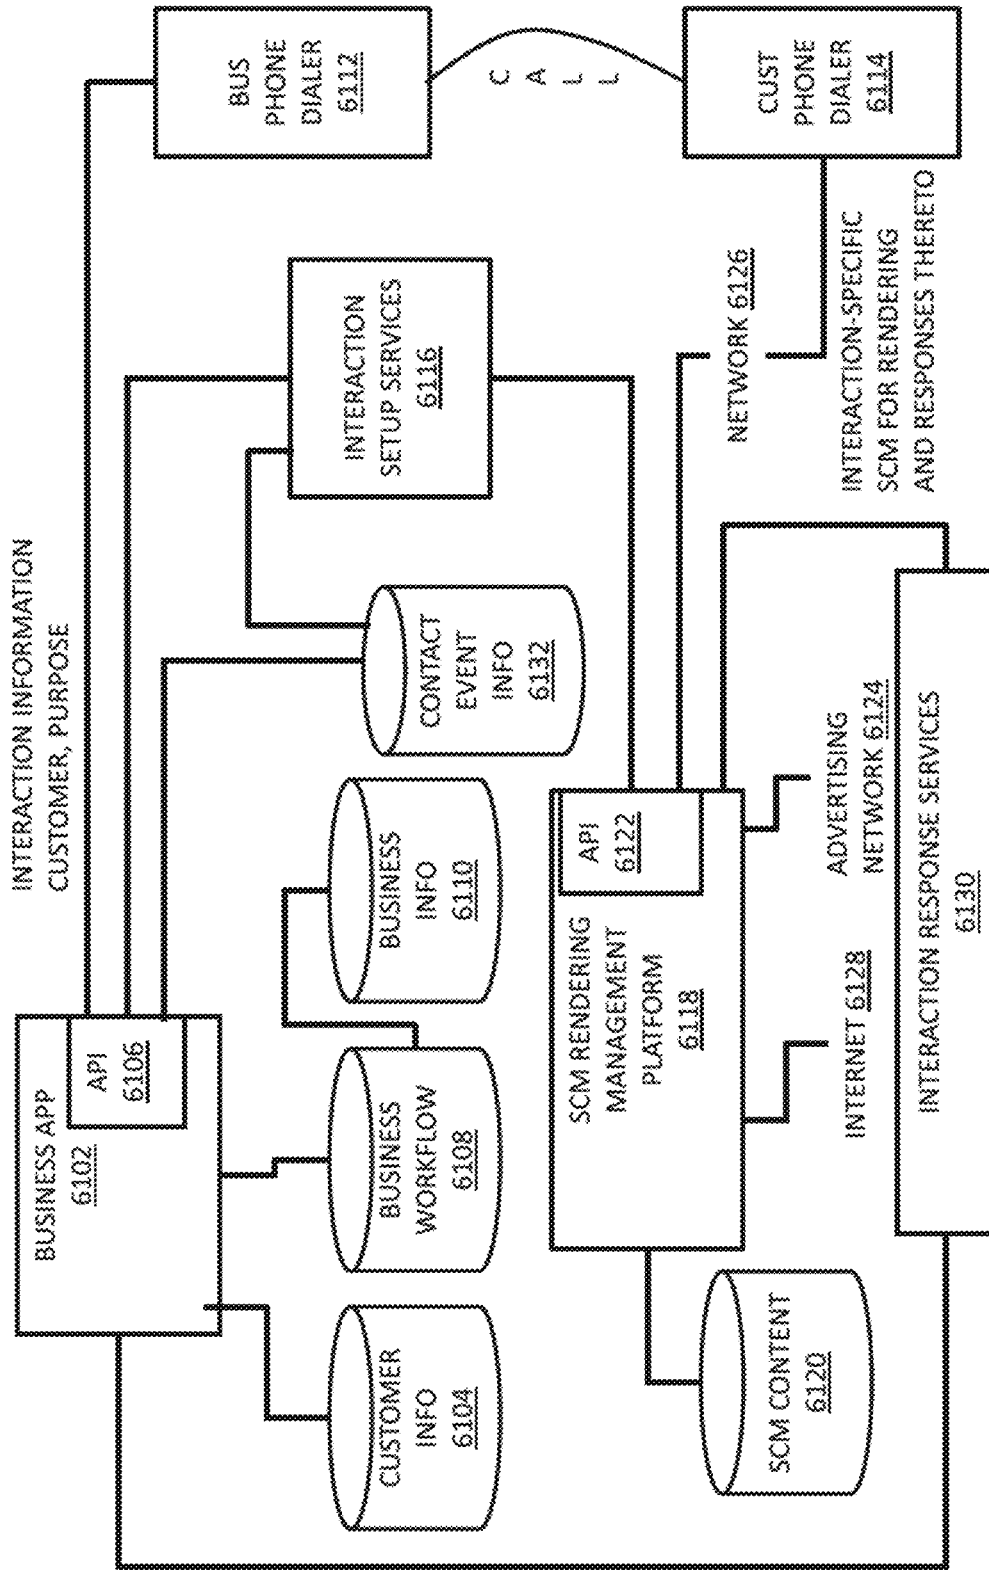 INTERACTION INFORMATION
CUSTOMER, PURPOSE
BUSINESS APP
6102
API
6106
BUS
PHONE
DIALER
6112
CUSTOMER
INFO
6104
BUSINESS
WORKFLOW
6108
BUSINESS
INFO
6110
CONTACT
EVENT
INFO
6132
INTERACTION
SETUP SERVICES
6116
C
A
L
L
SCM CONTENT
6120
SCM RENDERING
MANAGEMENT
PLATFORM
6118
API
6122
NETWORK 6126
CUST
PHONE
DIALER
6114
INTERNET 6128
ADVERTISING
NETWORK 6124
INTERACTION-SPECIFIC
SCM FOR RENDERING
AND RESPONSES THERETO
INTERACTION RESPONSE SERVICES
6130